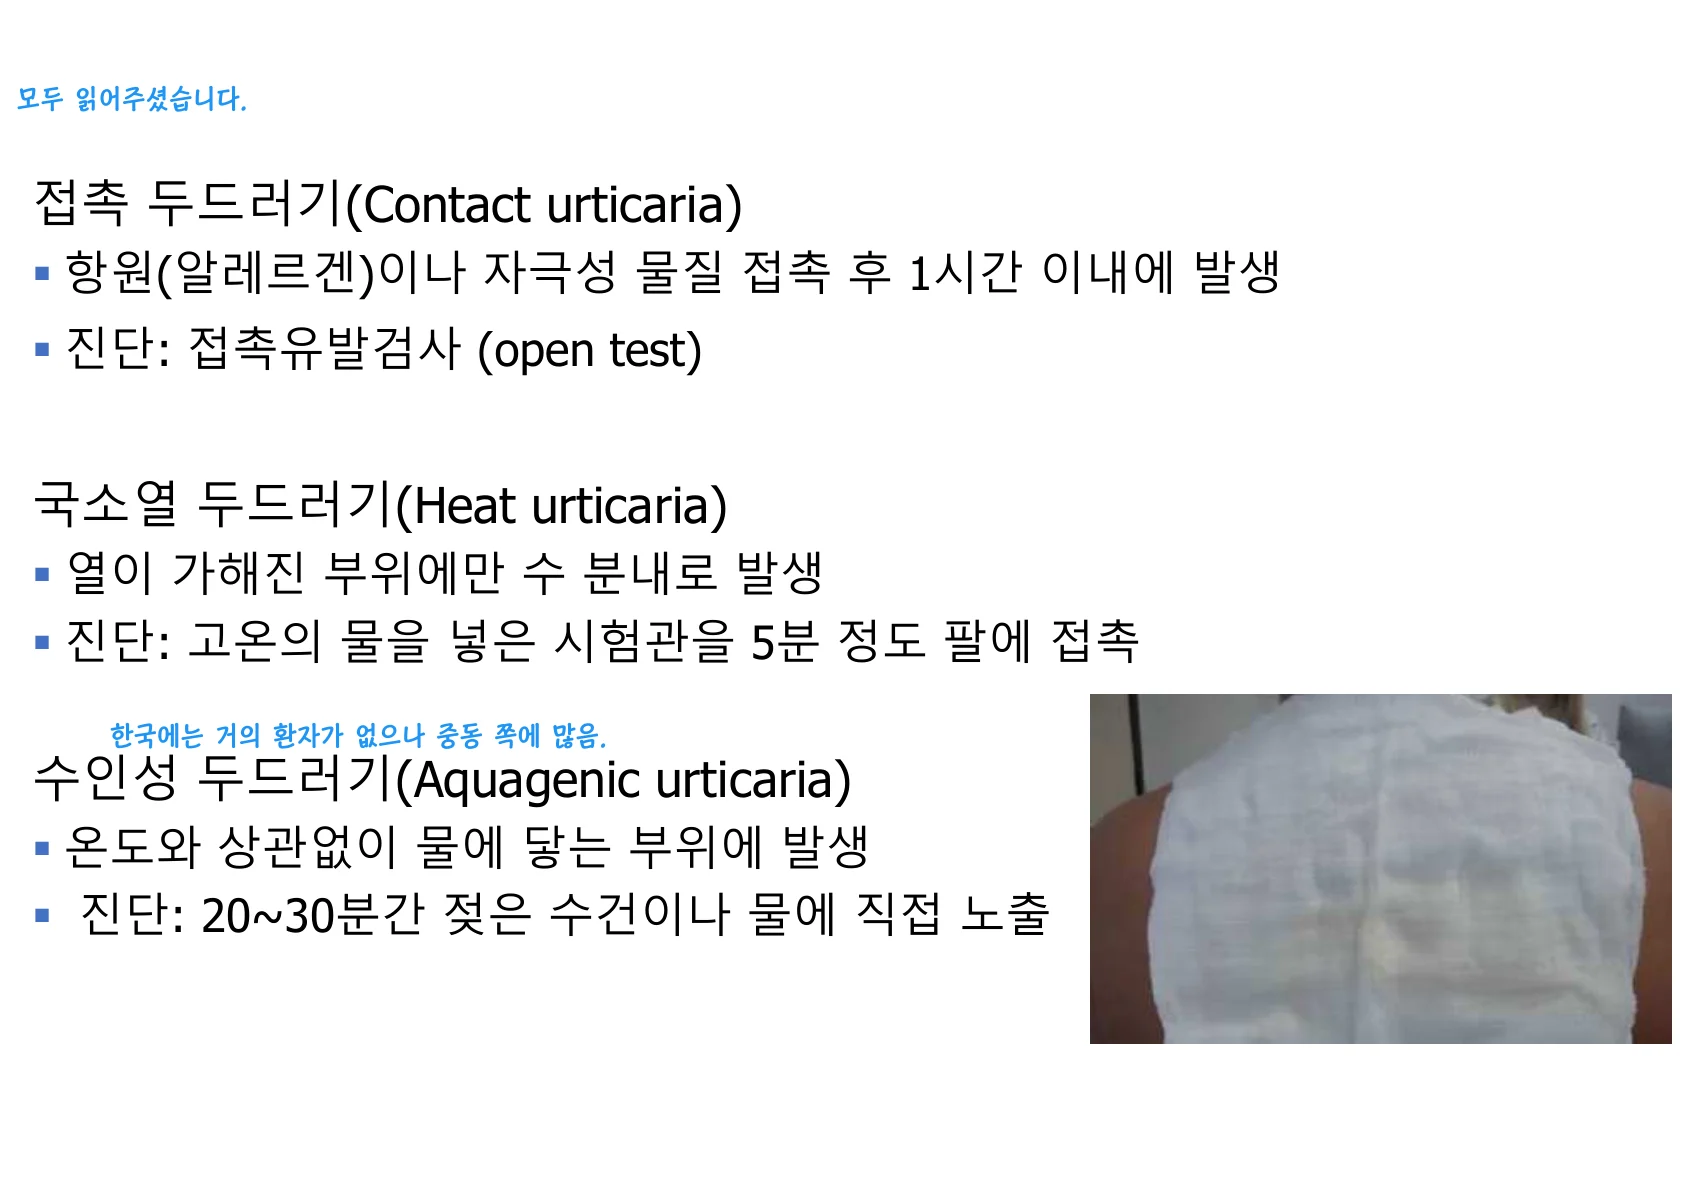 모두 읽어주셨습니다.
접촉 두드러기(Contact urticaria)
▪ 항원(알레르겐)이나 자극성 물질 접촉 후 1시간 이내에 발생
▪ 진단: 접촉유발검사 (open test)
국소열 두드러기(Heat urticaria)
▪ 열이 가해진 부위에만 수 분내로 발생
▪ 진단: 고온의 물을 넣은 시험관을 5분 정도 팔에 접촉
한국에는 거의 환자가 없으나 중동 쪽에 많음.
수인성 두드러기(Aquagenic urticaria)
▪ 온도와 상관없이 물에 닿는 부위에 발생
▪ 진단: 20~30분간 젖은 수건이나 물에 직접 노출